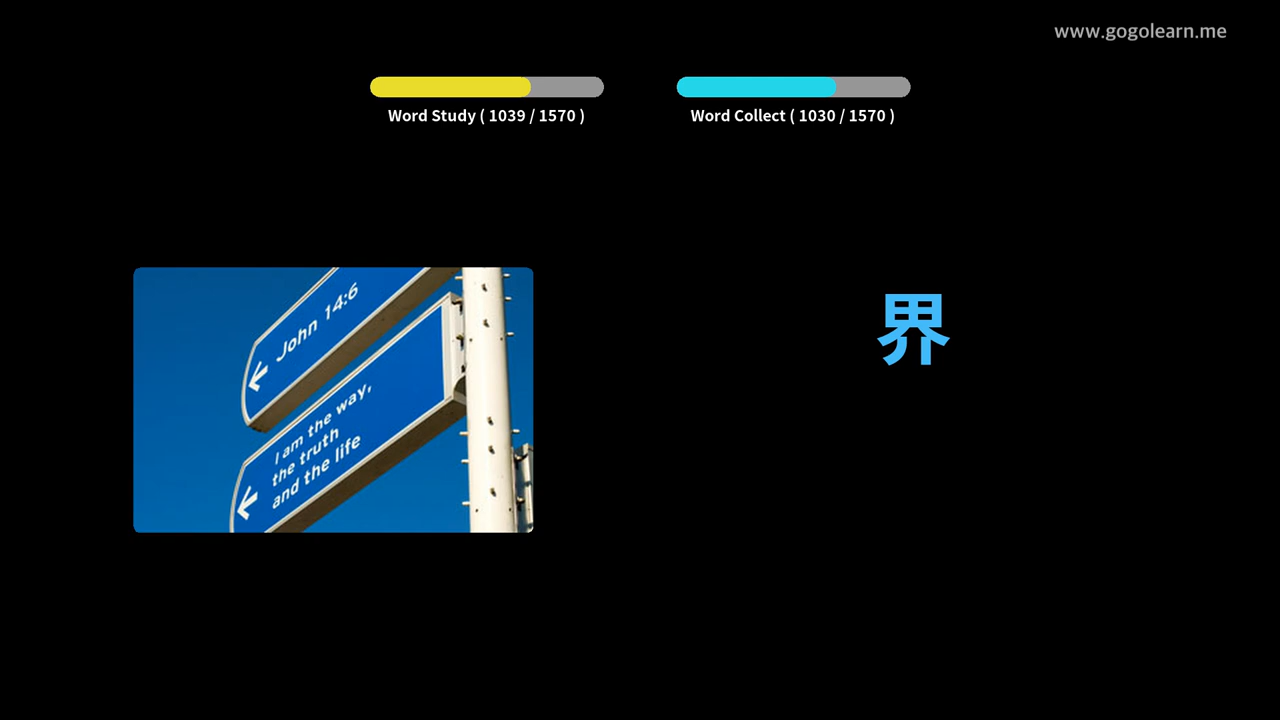 www.gogolearn.me
Word Study ( 1039 / 1570 )
Word Collect ( 1030 / 1570 )
John 14:6
I am the way,
the truth
and the life
界